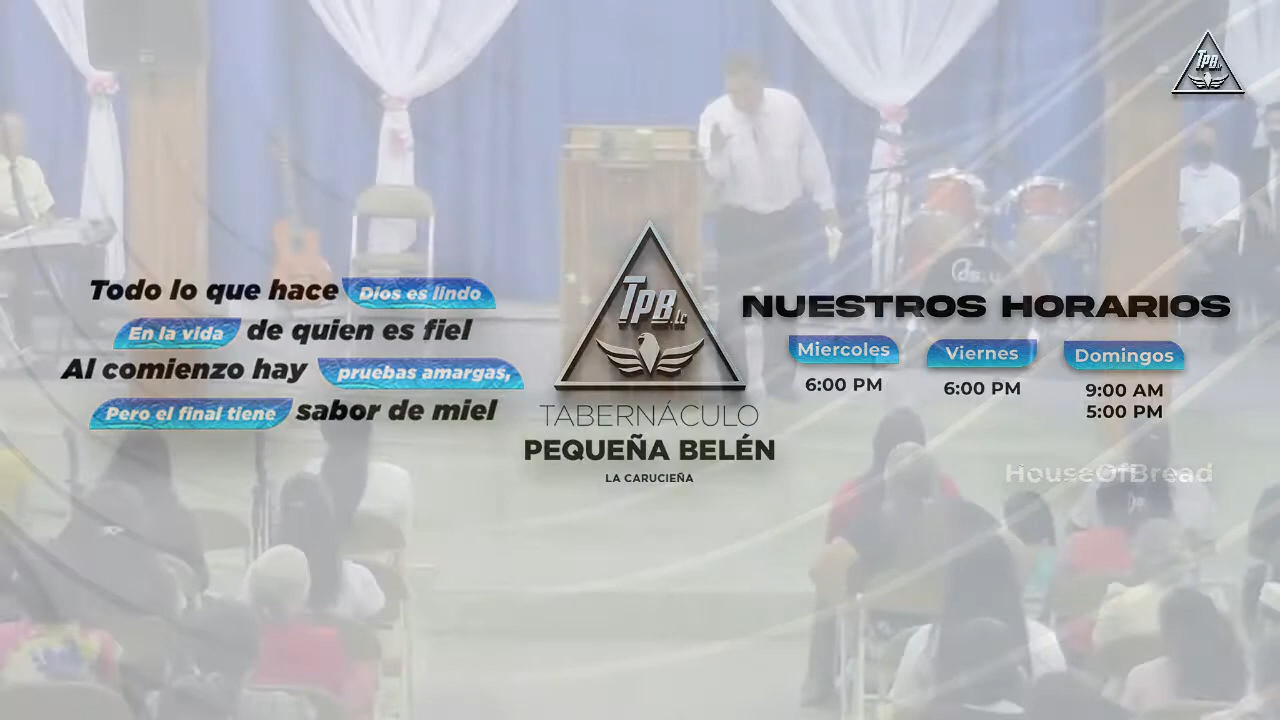 TPB.Lc
Todo lo que hace Dios es lindo
En la vida de quien es fiel
Al comienzo hay pruebas amargas,
Pero el final tiene sabor de miel
TPB.Lc
TABERNÁCULO
PEQUEÑA BELÉN
LA CARUCIEÑA
NUESTROS HORARIOS
Miercoles Viernes Domingos
6:00 PM 6:00 PM 9:00 AM
5:00 PM
HouseOfBread